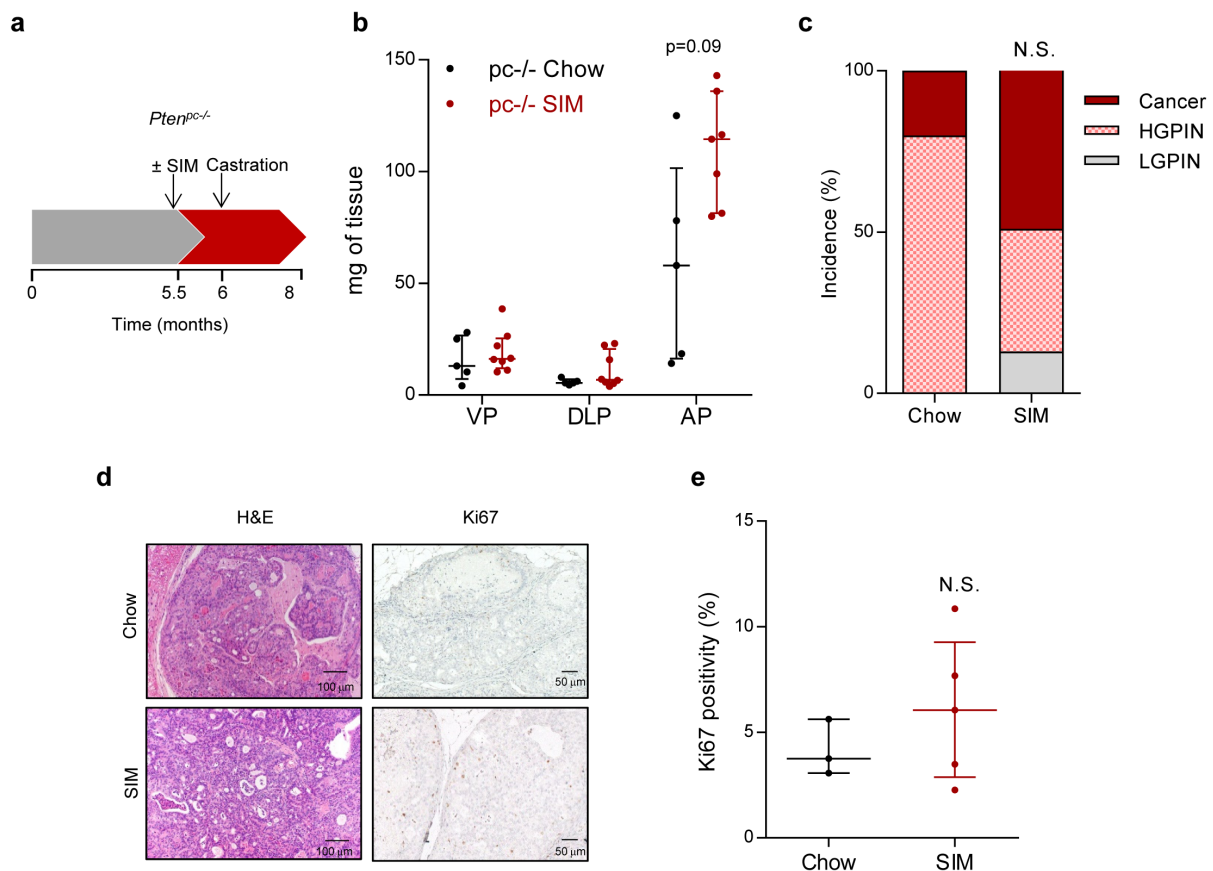 a
Pten^pc-/-
± SIM Castration
0 5.5 6 8
Time (months)
b
p=0.09
150
100
50
0
mg of tissue
pc-/- Chow
pc-/- SIM
VP DLP AP
c
N.S.
100
50
0
Incidence (%)
Chow SIM
Cancer
HGPIN
LGPIN
d
H&E Ki67
Chow
100 μm
50 μm
SIM
100 μm
50 μm
e
15
10
5
0
Ki67 positivity (%)
N.S.
Chow SIM